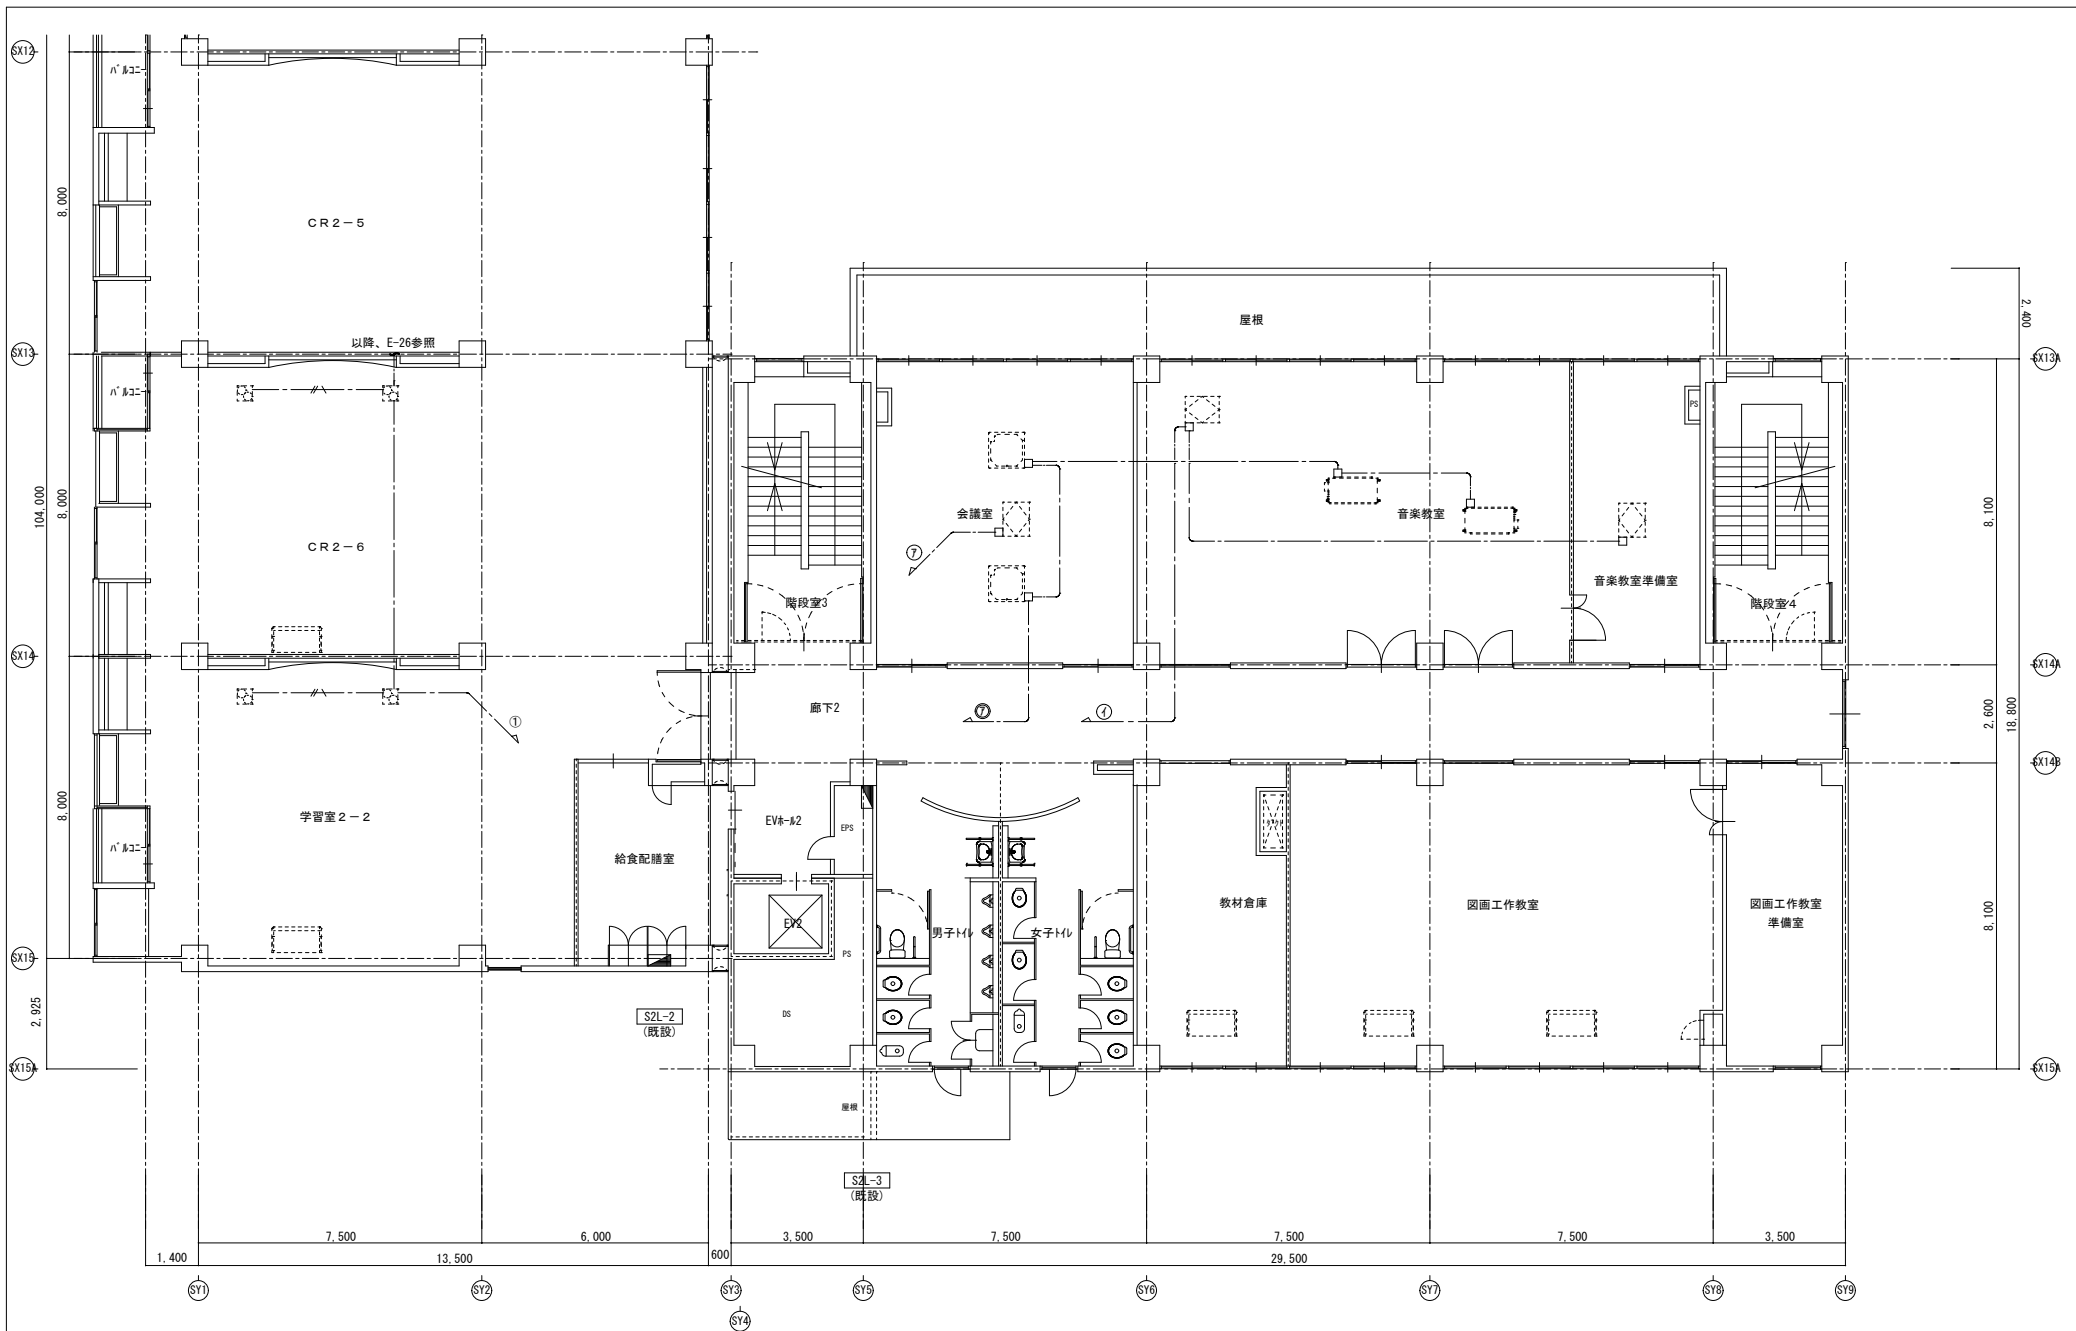 SX12
バルコニー
8,000
CR2-5
2,400
屋根
以降、E-26参照
SX13
SX13A
バルコニー
PS
104,000
8,000
会議室
音楽教室
8,100
CR2-6
ア
音楽教室準備室
階段室3
階段室4
SX14
SX14A
廊下2
①
ア
イ
2,600
18,800
SX14B
8,000
学習室2-2
EVホール2
EPS
バルコニー
給食配膳室
教材倉庫
図画工作教室
図画工作教室
準備室
EV2
男子トイレ
女子トイレ
8,100
PS
SX15
2,925
S2L-2
(既設)
DS
SX15A
SX15A
屋根
S2L-3
(既設)
7,500
6,000
3,500
7,500
7,500
7,500
3,500
1,400
13,500
600
29,500
SY1
SY2
SY3
SY5
SY6
SY7
SY8
SY9
SY4